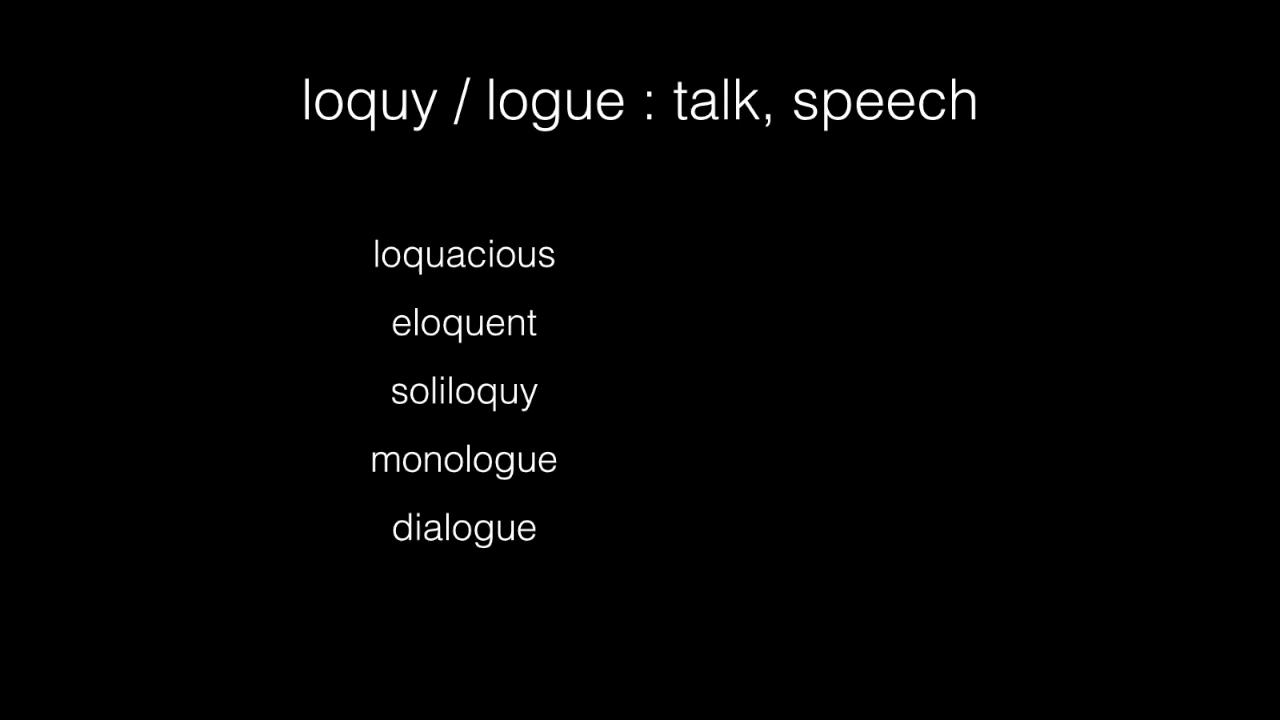 loquy / logue : talk, speech
loquacious
eloquent
soliloquy
monologue
dialogue